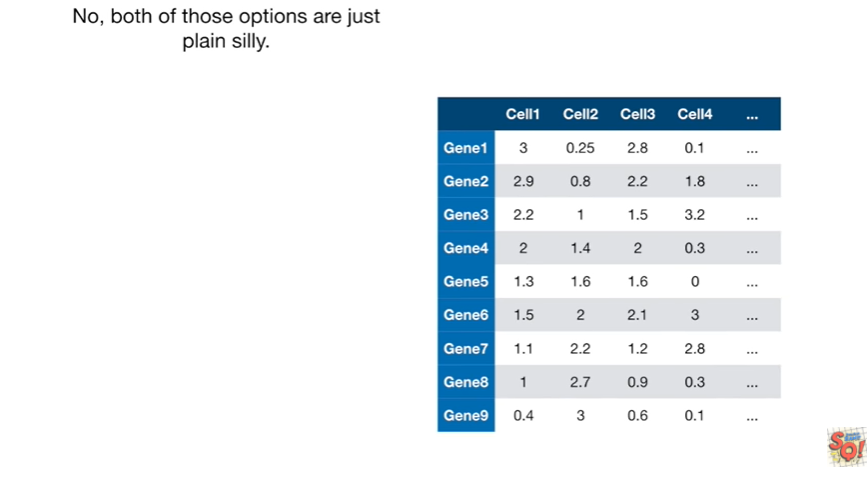 No, both of those options are just
plain silly.
Cell1 Cell2 Cell3 Cell4 ...
Gene1 3 0.25 2.8 0.1 ...
Gene2 2.9 0.8 2.2 1.8 ...
Gene3 2.2 1 1.5 3.2 ...
Gene4 2 1.4 2 0.3 ...
Gene5 1.3 1.6 1.6 0 ...
Gene6 1.5 2 2.1 3 ...
Gene7 1.1 2.2 1.2 2.8 ...
Gene8 1 2.7 0.9 0.3 ...
Gene9 0.4 3 0.6 0.1 ...
SQ!